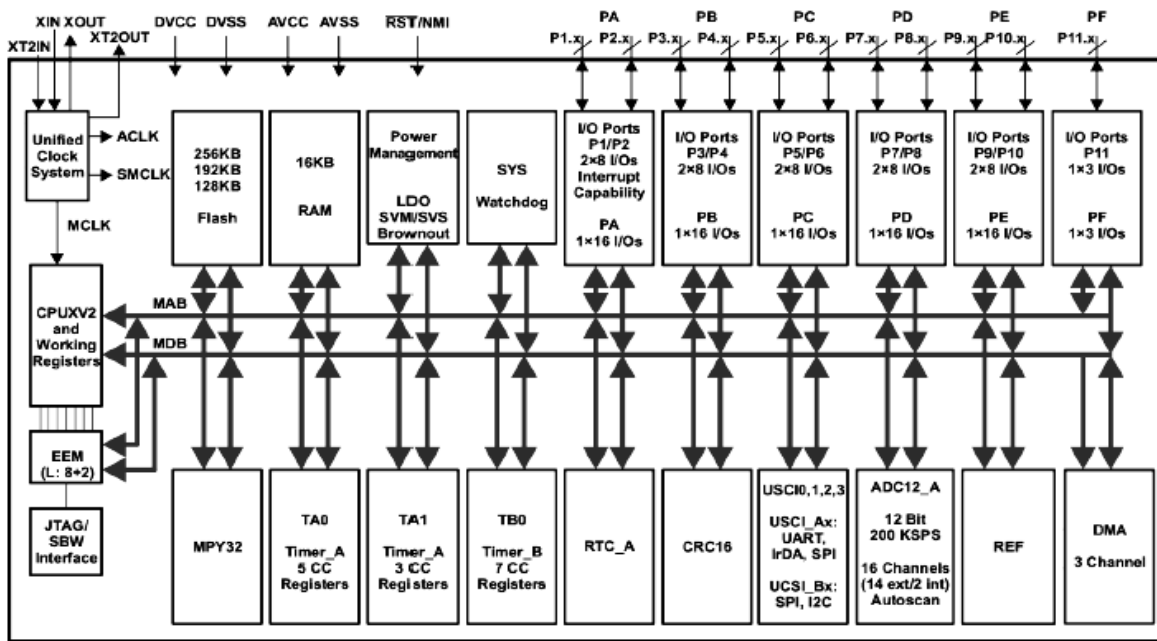 XIN XOUT
XT2IN
XT2OUT
DVCC
DVSS
AVCC
AVSS
RST/NMI
PA
P1.x
P2.x
PB
P3.x
P4.x
PC
P5.x
P6.x
PD
P7.x
P8.x
PE
P9.x
P10.x
PF
P11.x
Unified
Clock
System
ACLK
SMCLK
MCLK
256KB
192KB
128KB
Flash
16KB
RAM
Power
Management
LDO
SVM/SVS
Brownout
SYS
Watchdog
I/O Ports
P1/P2
2×8 I/Os
Interrupt
Capability
PA
1×16 I/Os
I/O Ports
P3/P4
2×8 I/Os
PB
1×16 I/Os
I/O Ports
P5/P6
2×8 I/Os
PC
1×16 I/Os
I/O Ports
P7/P8
2×8 I/Os
PD
1×16 I/Os
I/O Ports
P9/P10
2×8 I/Os
PE
1×16 I/Os
I/O Ports
P11
1×3 I/Os
PF
1×3 I/Os
CPUXV2
and
Working
Registers
MAB
MDB
EEM
(L: 8+2)
JTAG/
SBW
Interface
MPY32
TA0
Timer_A
5 CC
Registers
TA1
Timer_A
3 CC
Registers
TB0
Timer_B
7 CC
Registers
RTC_A
CRC16
USCI0,1,2,3
USCI_Ax:
UART,
IrDA, SPI
UCSI_Bx:
SPI, I2C
ADC12_A
12 Bit
200 KSPS
16 Channels
(14 ext/2 int)
Autoscan
REF
DMA
3 Channel